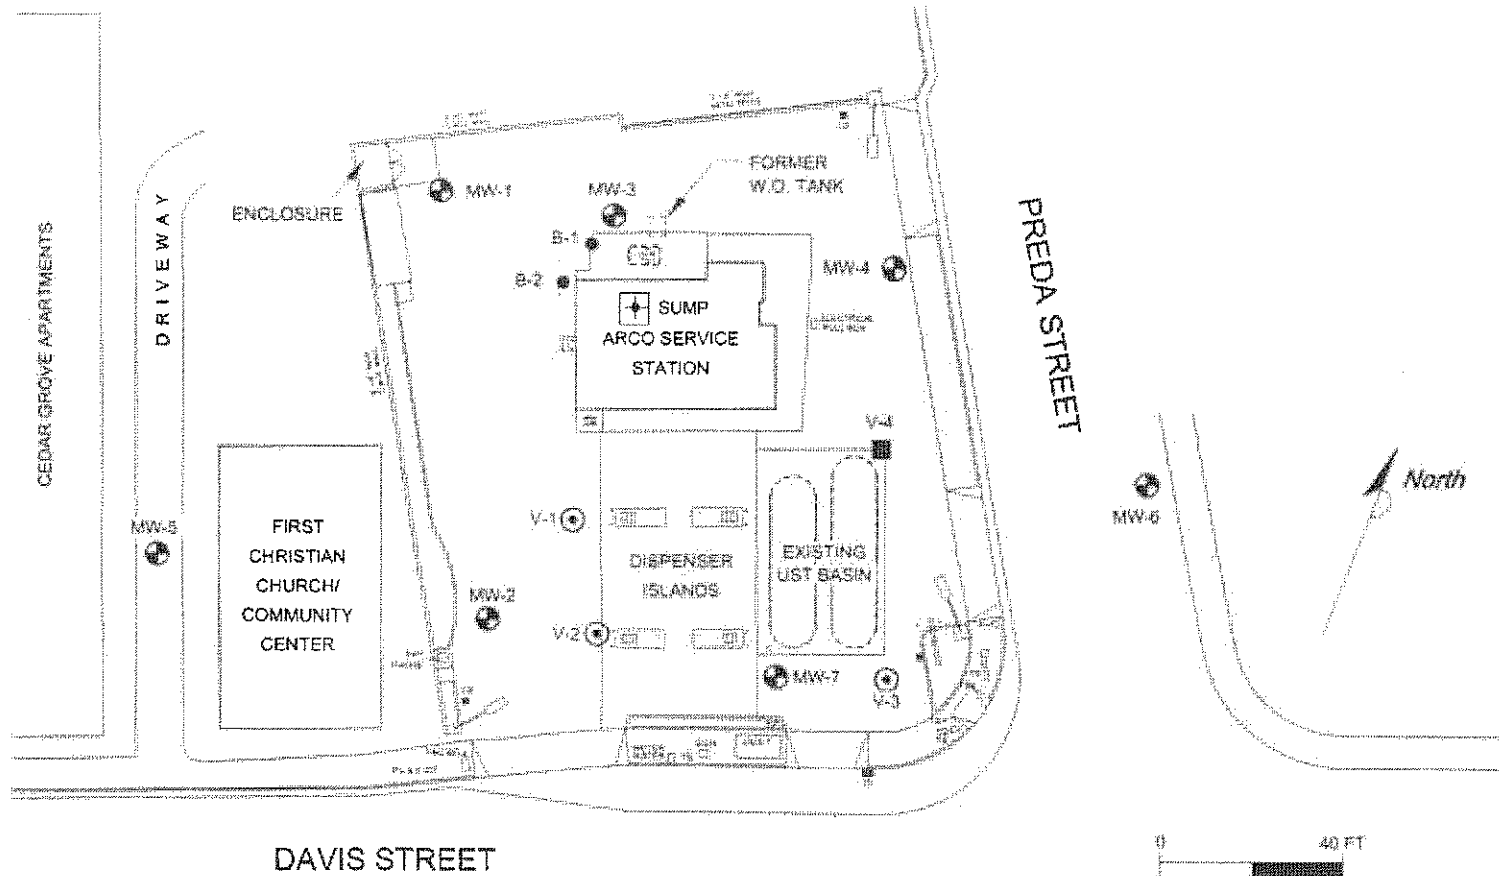 FORMER
W.O. TANK
MW-3
MW-1
ENCLOSURE
B-1
B-2
MW-4
PREDA STREET
CEDAR GROVE APARTMENTS
DRIVEWAY
SUMP
ARCO SERVICE
STATION
V-4
North
MW-6
MW-5
FIRST
CHRISTIAN
CHURCH/
COMMUNITY
CENTER
V-1
DISPENSER
ISLANDS
EXISTING
UST BASIN
MW-2
V-2
MW-7
V-3
DAVIS STREET
0 40 FT